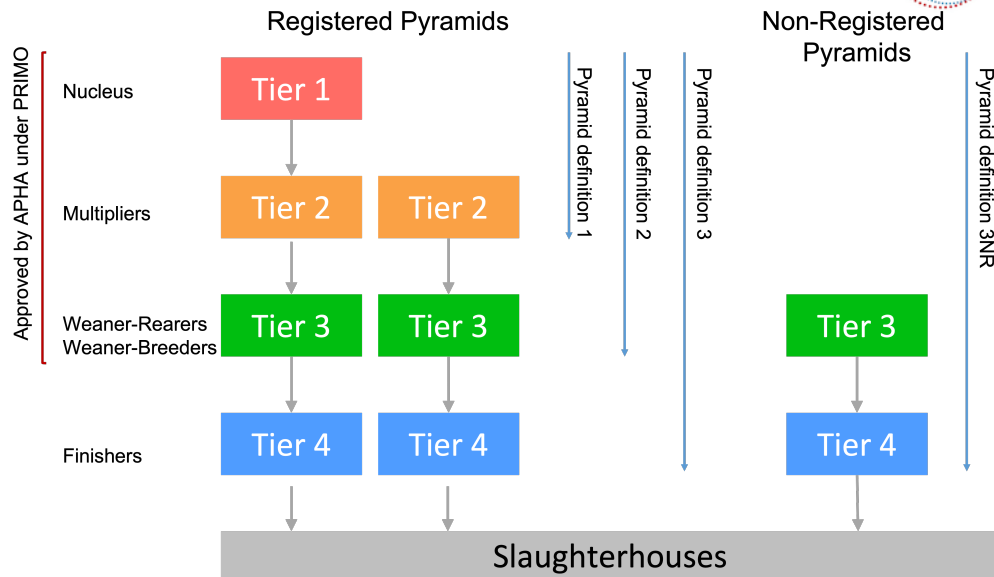 Registered Pyramids
Non-Registered
Pyramids
Approved by APHA under PRIMO
Nucleus
Tier 1
Multipliers
Tier 2
Tier 2
Weaner-Rearers
Weaner-Breeders
Tier 3
Tier 3
Tier 3
Finishers
Tier 4
Tier 4
Tier 4
Pyramid definition 1
Pyramid definition 2
Pyramid definition 3
Pyramid definition 3NR
Slaughterhouses